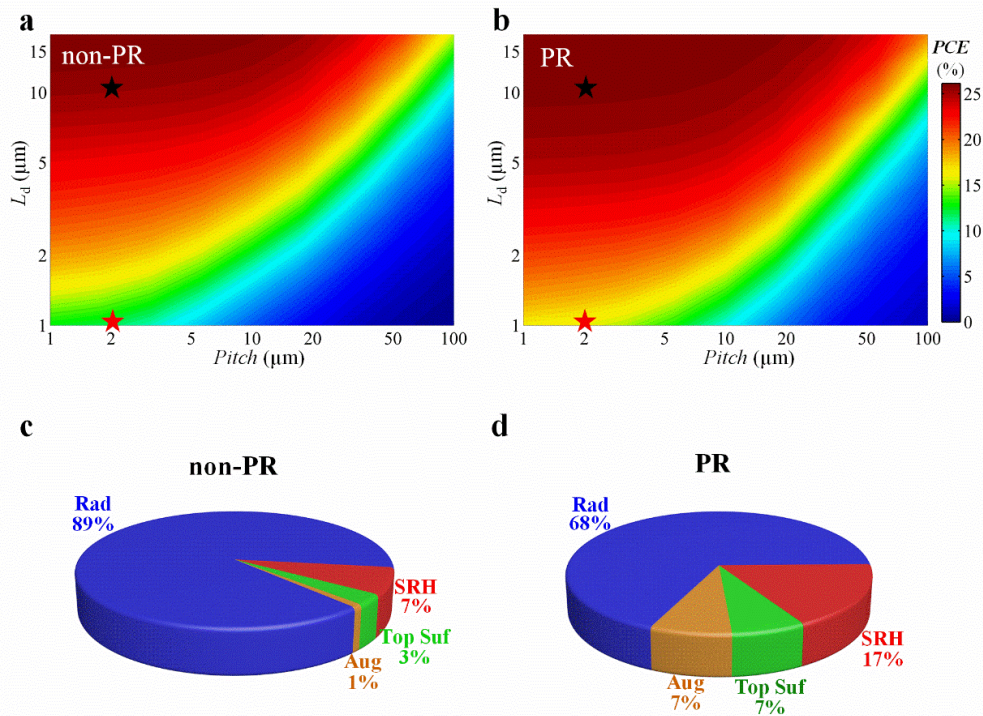 a
b
non-PR
PR
PCE
(%)
15
10
5
2
1
L_d (μm)
1 2 5 10 20 50 100
Pitch (μm)
15
10
5
2
1
L_d (μm)
1 2 5 10 20 50 100
Pitch (μm)
25
20
15
10
5
0
c
non-PR
Rad
89%
SRH
7%
Top Suf
3%
Aug
1%
d
PR
Rad
68%
SRH
17%
Top Suf
7%
Aug
7%